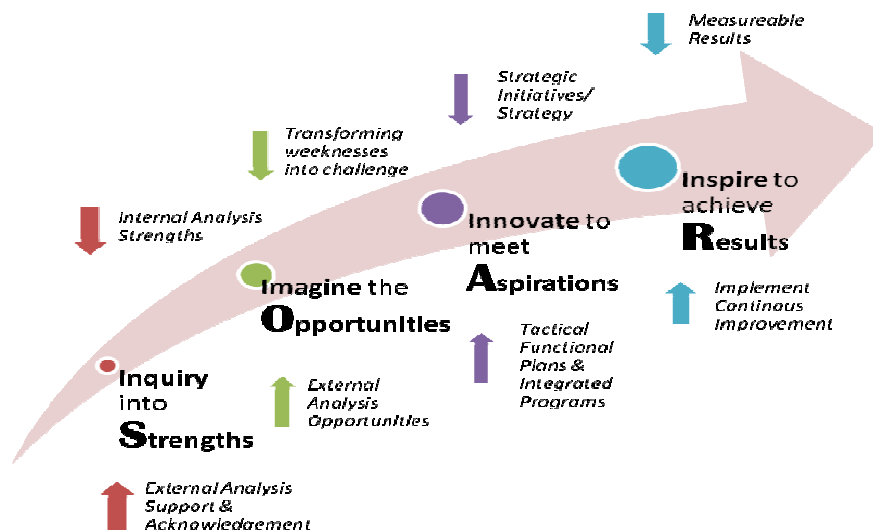 Measureable
Results
Strategic
Initiatives/
Strategy
Transforming
weeknesses
into challenge
Internal Analysis
Strengths
Inspire to
achieve
Results
Innovate to
meet
Aspirations
Imagine the
Opportunities
Inquiry
into
Strengths
Implement
Continous
Improvement
Tactical
Functional
Plans &
Integrated
Programs
External
Analysis
Opportunities
External Analysis
Support &
Acknowledgement